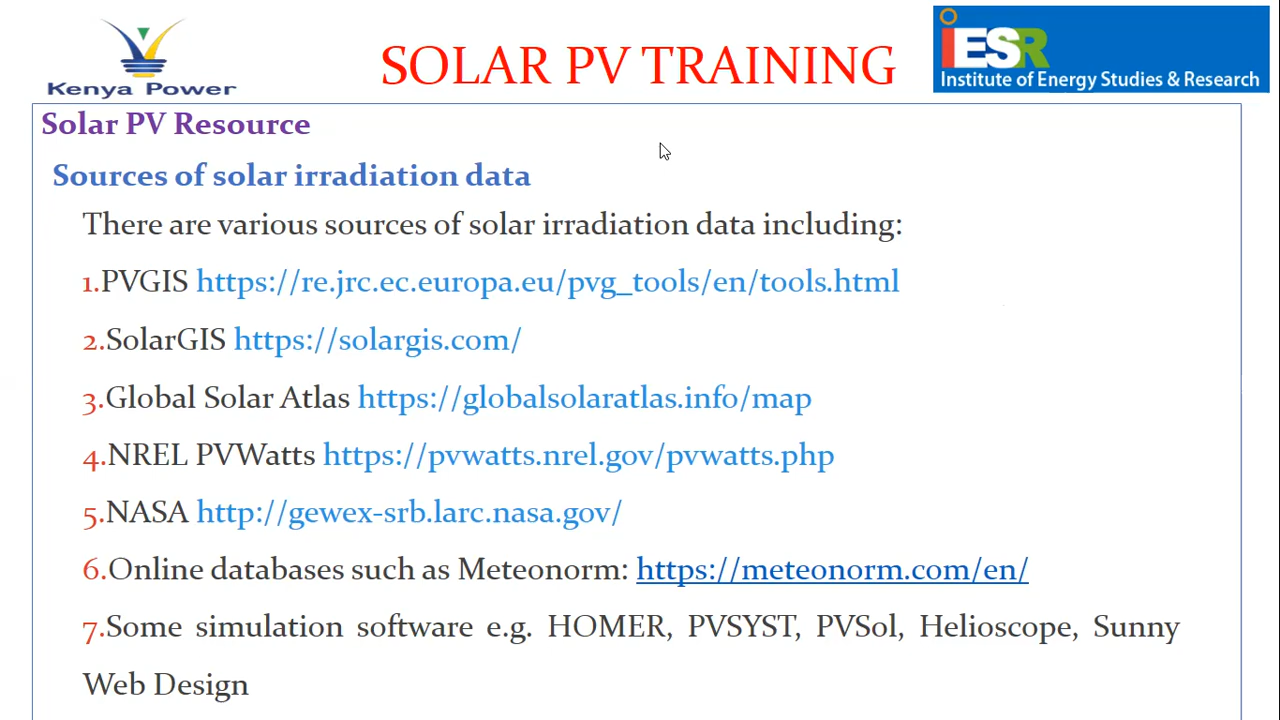 Kenya Power
SOLAR PV TRAINING
iESR
Institute of Energy Studies & Research
Solar PV Resource
Sources of solar irradiation data
There are various sources of solar irradiation data including:
1.PVGIS https://re.jrc.ec.europa.eu/pvg_tools/en/tools.html
2.SolarGIS https://solargis.com/
3.Global Solar Atlas https://globalsolaratlas.info/map
4.NREL PVWatts https://pvwatts.nrel.gov/pvwatts.php
5.NASA http://gewex-srb.larc.nasa.gov/
6.Online databases such as Meteonorm: https://meteonorm.com/en/
7.Some simulation software e.g. HOMER, PVSYST, PVSol, Helioscope, Sunny
Web Design